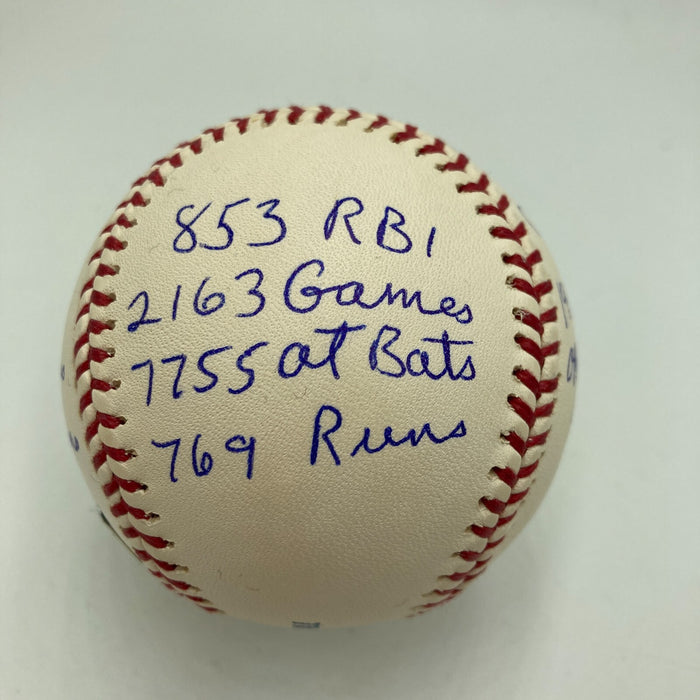 853 RBI
2163 Games
7755 at Bats
769 Runs